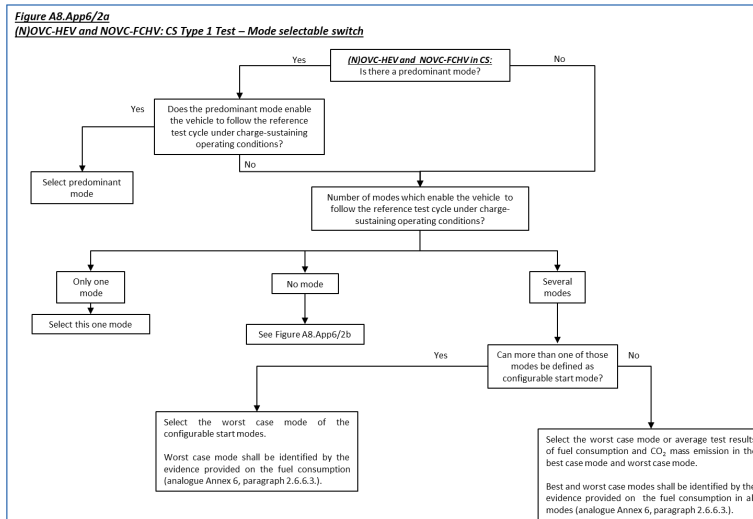 Figure A8.App6/2a
(N)OVC-HEV and NOVC-FCHV: CS Type 1 Test – Mode selectable switch
(N)OVC-HEV and NOVC-FCHV in CS:
Is there a predominant mode?
Yes
No
Does the predominant mode enable
the vehicle to follow the reference
test cycle under charge-sustaining
operating conditions?
Yes
No
Select predominant
mode
Number of modes which enable the vehicle to
follow the reference test cycle under charge-
sustaining operating conditions?
Only one
mode
No mode
Several
modes
Select this one mode
See Figure A8.App6/2b
Can more than one of those
modes be defined as
configurable start mode?
Yes
No
Select the worst case mode of the
configurable start modes.
Worst case mode shall be identified by the
evidence provided on the fuel consumption
(analogue Annex 6, paragraph 2.6.6.3.).
Select the worst case mode or average test results
of fuel consumption and CO₂ mass emission in the
best case mode and worst case mode.
Best and worst case modes shall be identified by the
evidence provided on the fuel consumption in al
modes (analogue Annex 6, paragraph 2.6.6.3.).